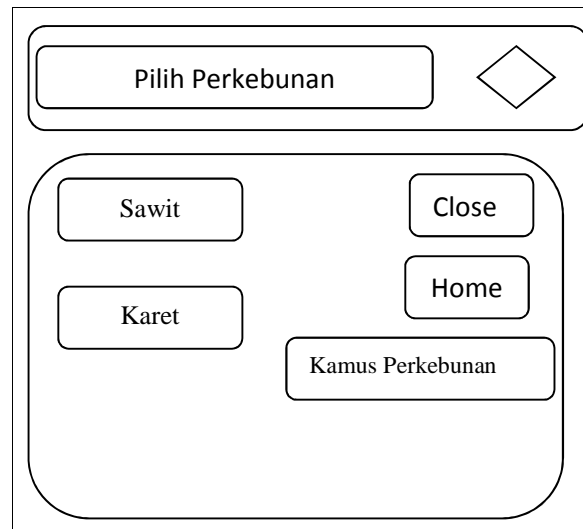 Pilih Perkebunan
Sawit
Close
Home
Karet
Kamus Perkebunan